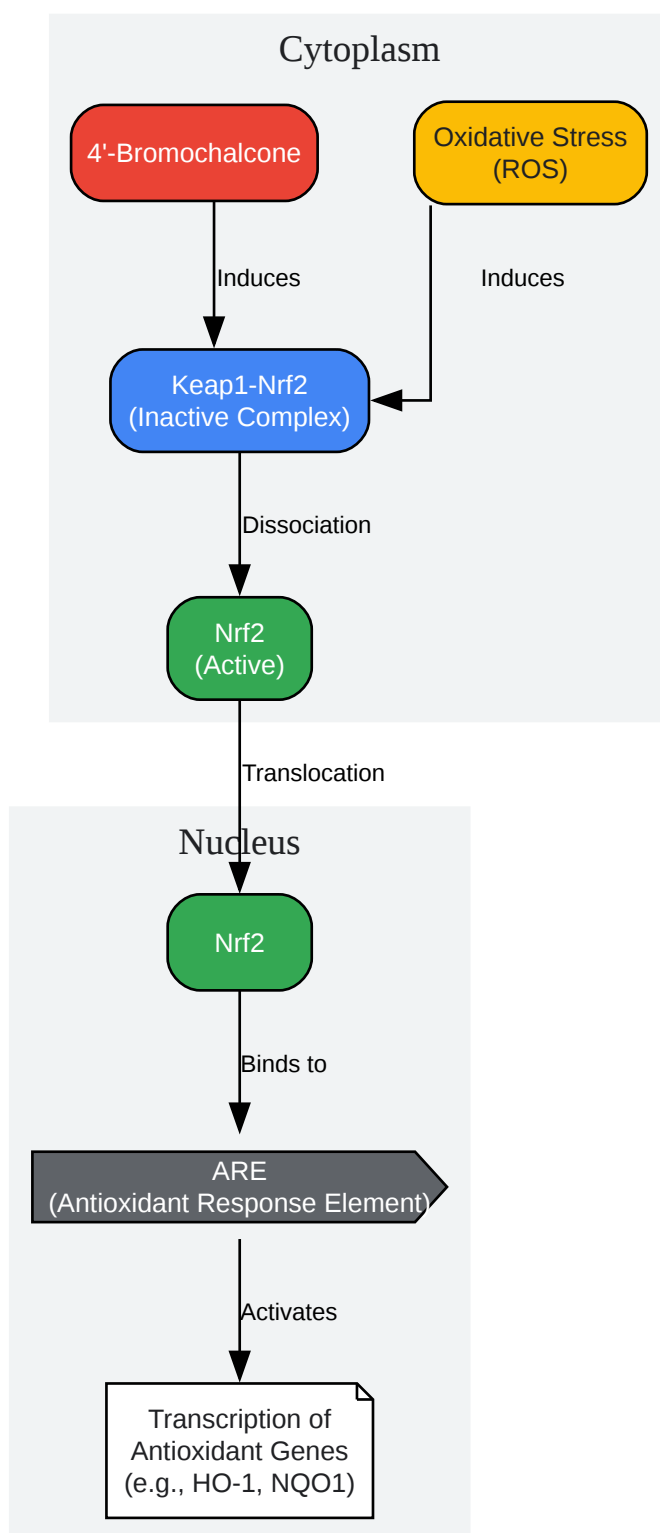 Cytoplasm
4'-Bromochalcone
Oxidative Stress
(ROS)
Induces
Induces
Keap1-Nrf2
(Inactive Complex)
Dissociation
Nrf2
(Active)
Translocation
Nucleus
Nrf2
Binds to
ARE
(Antioxidant Response Element)
Activates
Transcription of
Antioxidant Genes
(e.g., HO-1, NQO1)